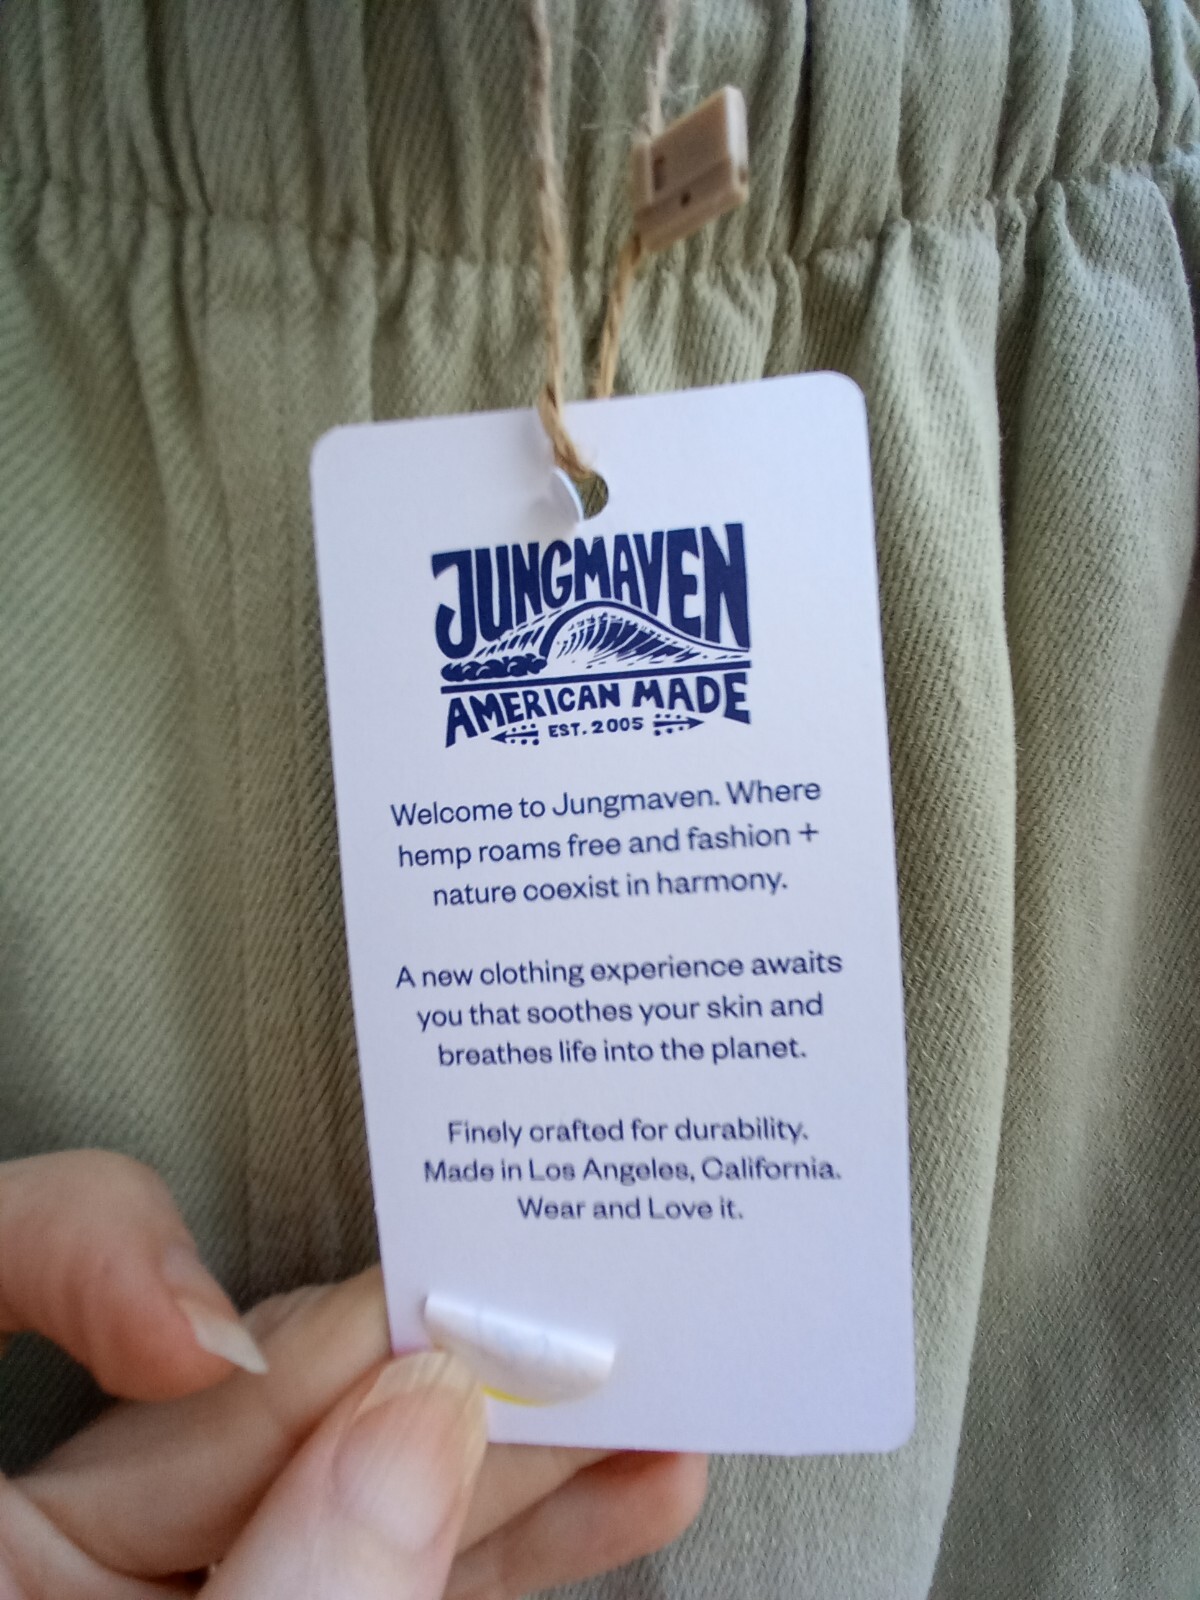 JUNGMAVEN
AMERICAN MADE
EST. 2005
Welcome to Jungmaven. Where
hemp roams free and fashion +
nature coexist in harmony.
A new clothing experience awaits
you that soothes your skin and
breathes life into the planet.
Finely crafted for durability.
Made in Los Angeles, California.
Wear and Love it.